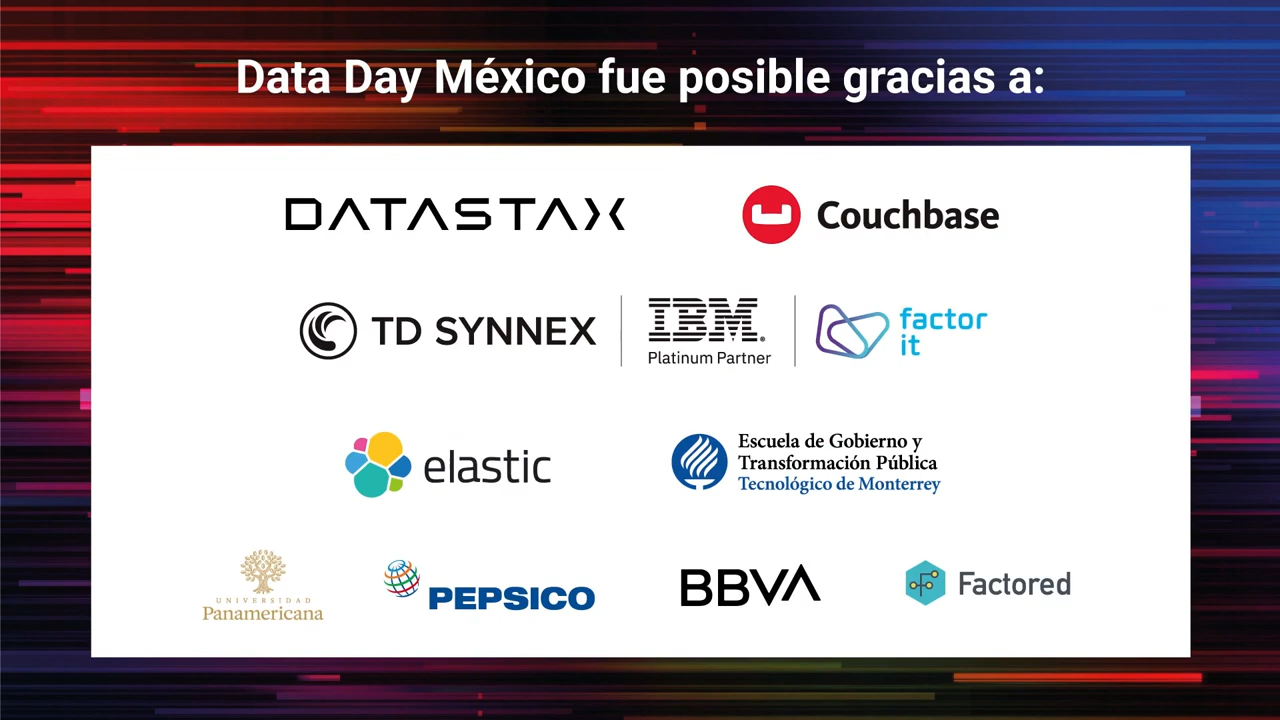 Data Day México fue posible gracias a:
DATASTAX
Couchbase
TD SYNNEX
IBM®
Platinum Partner
factor
it
elastic
Escuela de Gobierno y
Transformación Pública
Tecnológico de Monterrey
UNIVERSIDAD
Panamericana
PEPSICO
BBVA
Factored